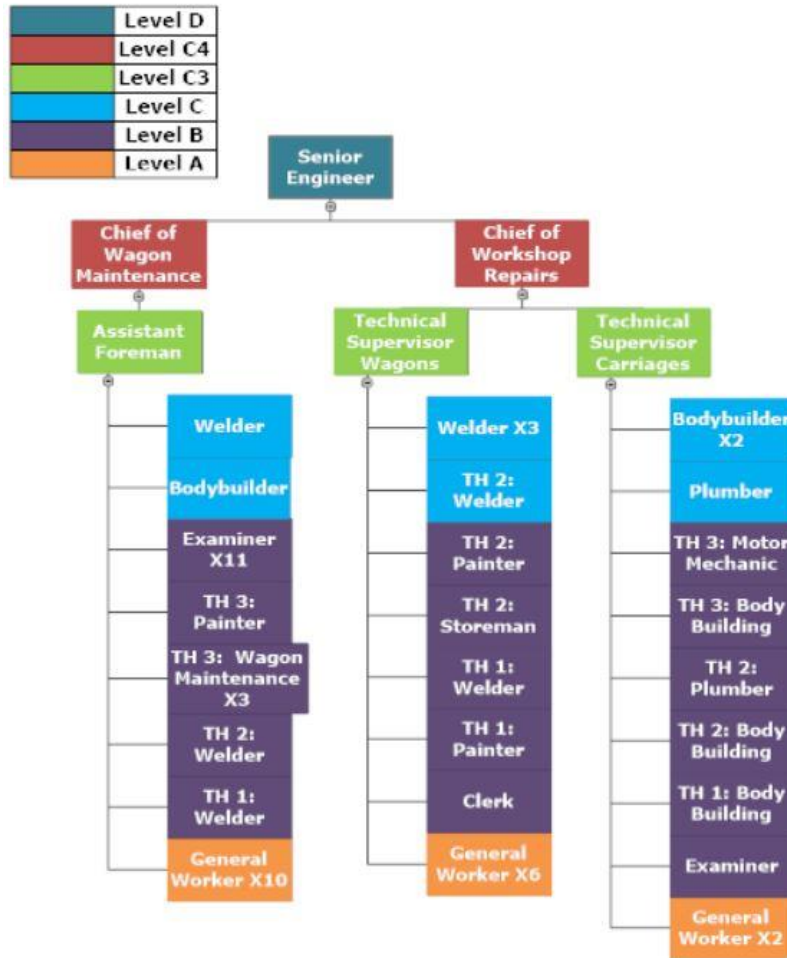 Level D
Level C4
Level C3
Level C
Level B
Level A
Senior
Engineer
Chief of
Wagon
Maintenance
Chief of
Workshop
Repairs
Assistant
Foreman
Technical
Supervisor
Wagons
Technical
Supervisor
Carriages
Welder
Bodybuilder
Examiner
X11
TH 3:
Painter
TH 3: Wagon
Maintenance
X3
TH 2:
Welder
TH 1:
Welder
General
Worker X10
Welder X3
TH 2:
Welder
TH 2:
Painter
TH 2:
Storeman
TH 1:
Welder
TH 1:
Painter
Clerk
General
Worker X6
Bodybuilder
X2
Plumber
TH 3: Motor
Mechanic
TH 3: Body
Building
TH 2:
Plumber
TH 2: Body
Building
TH 1: Body
Building
Examiner
General
Worker X2